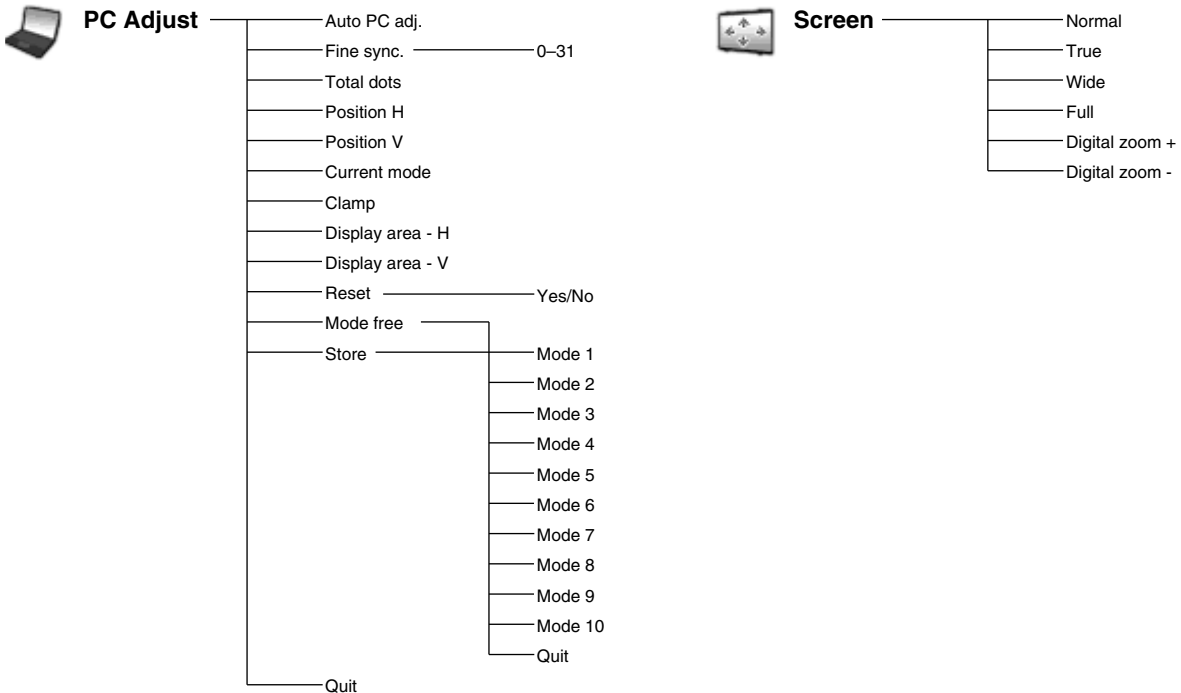 PC Adjust
Auto PC adj.
Fine sync.
0–31
Total dots
Position H
Position V
Current mode
Clamp
Display area - H
Display area - V
Reset
Yes/No
Mode free
Store
Mode 1
Mode 2
Mode 3
Mode 4
Mode 5
Mode 6
Mode 7
Mode 8
Mode 9
Mode 10
Quit
Quit
Screen
Normal
True
Wide
Full
Digital zoom +
Digital zoom -